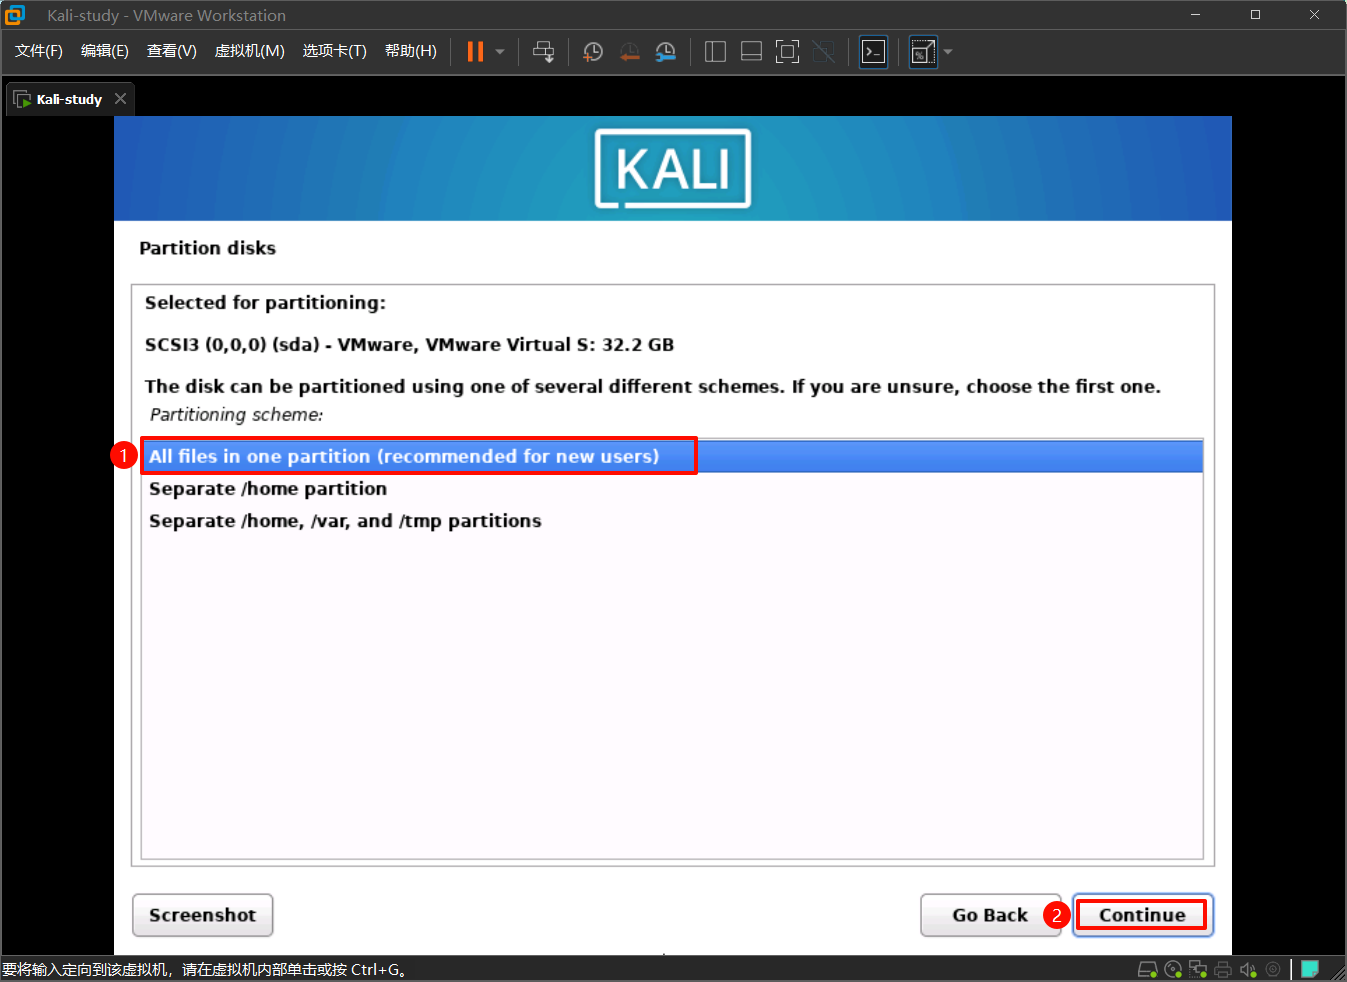 Kali-study - VMware Workstation
文件(F) 编辑(E) 查看(V) 虚拟机(M) 选项卡(T) 帮助(H)
Kali-study
KALI
Partition disks
Selected for partitioning:
SCSI3 (0,0,0) (sda) - VMware, VMware Virtual S: 32.2 GB
The disk can be partitioned using one of several different schemes. If you are unsure, choose the first one.
Partitioning scheme:
1 All files in one partition (recommended for new users)
Separate /home partition
Separate /home, /var, and /tmp partitions
Screenshot Go Back 2 Continue
要将输入定向到该虚拟机，请在虚拟机内部单击或按 Ctrl+G。